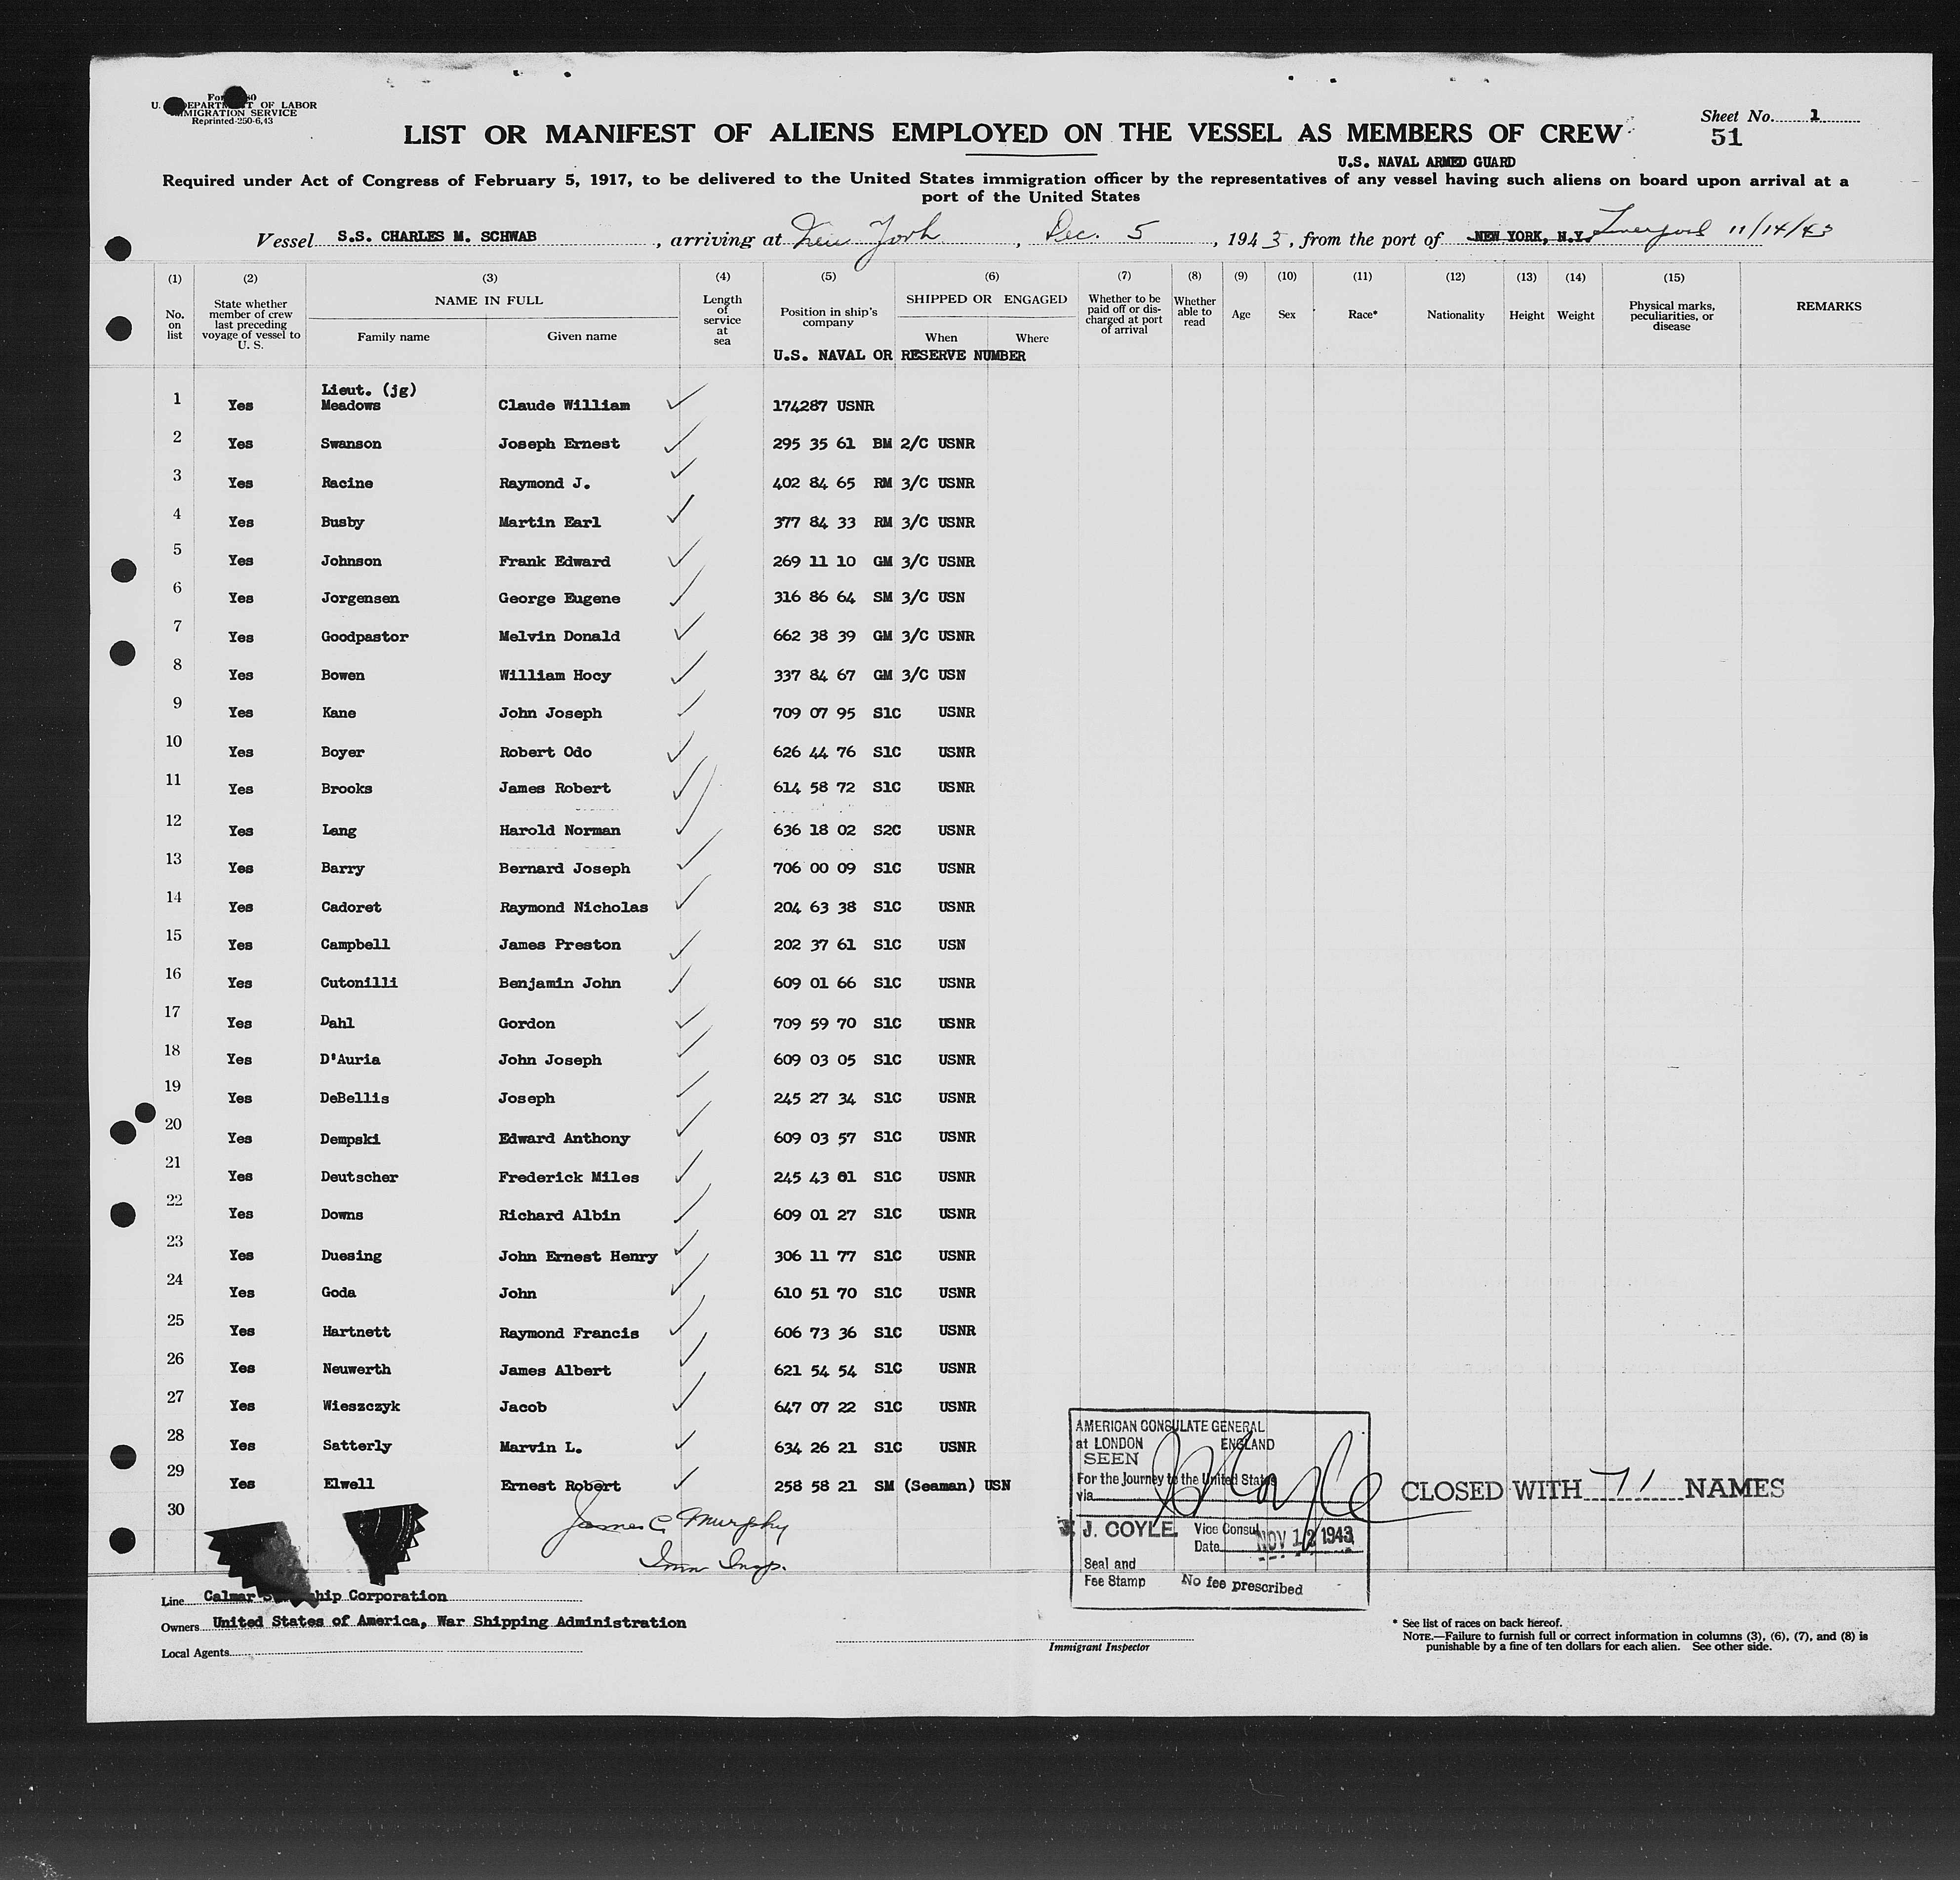 Sheet No. 1
U. DEPARTMENT OF LABOR
IMMIGRATION SERVICE
Reprinted-250-6,43
LIST OR MANIFEST OF ALIENS EMPLOYED ON THE VESSEL AS MEMBERS OF CREW
51
U.S. NAVAL ARMED GUARD
Required under Act of Congress of February 5, 1917, to be delivered to the United States immigration officer by the representatives of any vessel having such aliens on board upon arrival at a
port of the United States
Vessel S.S. CHARLES M. SCHWAB, arriving at New York, Dec. 5, 1943, from the port of NEW YORK, N.Y. Liverpool 11/14/43
(1) (2) (3) (4) (5) (6) (7) (8) (9) (10) (11) (12) (13) (14) (15)
No. on list
State whether member of crew last preceding voyage of vessel to U. S.
NAME IN FULL
Family name
Given name
Length of service at sea
Position in ship's company
SHIPPED OR ENGAGED
When
Where
Whether to be paid off or discharged at port of arrival
Whether able to read
Age
Sex
Race*
Nationality
Height
Weight
Physical marks, peculiarities, or disease
REMARKS
U.S. NAVAL OR RESERVE NUMBER
Lieut. (jg)
1 Yes Meadows Claude William 174287 USNR
2 Yes Swanson Joseph Ernest 295 35 61 BM 2/C USNR
3 Yes Racine Raymond J. 402 84 65 RM 3/C USNR
4 Yes Busby Martin Earl 377 84 33 RM 3/C USNR
5 Yes Johnson Frank Edward 269 11 10 GM 3/C USNR
6 Yes Jorgensen George Eugene 316 86 64 SM 3/C USN
7 Yes Goodpastor Melvin Donald 662 38 39 GM 3/C USNR
8 Yes Bowen William Hocy 337 84 67 GM 3/C USN
9 Yes Kane John Joseph 709 07 95 S1C USNR
10 Yes Boyer Robert Odo 626 44 76 S1C USNR
11 Yes Brooks James Robert 614 58 72 S1C USNR
12 Yes Lang Harold Norman 636 18 02 S2C USNR
13 Yes Barry Bernard Joseph 706 00 09 S1C USNR
14 Yes Cadoret Raymond Nicholas 204 63 38 S1C USNR
15 Yes Campbell James Preston 202 37 61 S1C USN
16 Yes Cutonilli Benjamin John 609 01 66 S1C USNR
17 Yes Dahl Gordon 709 59 70 S1C USNR
18 Yes D'Auria John Joseph 609 03 05 S1C USNR
19 Yes DeBellis Joseph 245 27 34 S1C USNR
20 Yes Dempski Edward Anthony 609 03 57 S1C USNR
21 Yes Deutscher Frederick Miles 245 43 81 S1C USNR
22 Yes Downs Richard Albin 609 01 27 S1C USNR
23 Yes Duesing John Ernest Henry 306 11 77 S1C USNR
24 Yes Goda John 610 51 70 S1C USNR
25 Yes Hartnett Raymond Francis 606 73 36 S1C USNR
26 Yes Neuwerth James Albert 621 54 54 S1C USNR
27 Yes Wieszczyk Jacob 647 07 22 S1C USNR
28 Yes Satterly Marvin L. 634 26 21 S1C USNR
29 Yes Elwell Ernest Robert 258 58 21 SM (Seaman) USN
30
James C. Murphy
Imm Insp.
AMERICAN CONSULATE GENERAL
at LONDON ENGLAND
SEEN
For the Journey to the United States
via
J. J. COYLE Vice Consul
Date NOV 12 1943
Seal and
Fee Stamp No fee prescribed
CLOSED WITH 71 NAMES
Line Calmar Corporation
Owners United States of America, War Shipping Administration
Local Agents
Immigrant Inspector
* See list of races on back hereof.
NOTE.—Failure to furnish full or correct information in columns (3), (6), (7), and (8) is
punishable by a fine of ten dollars for each alien. See other side.